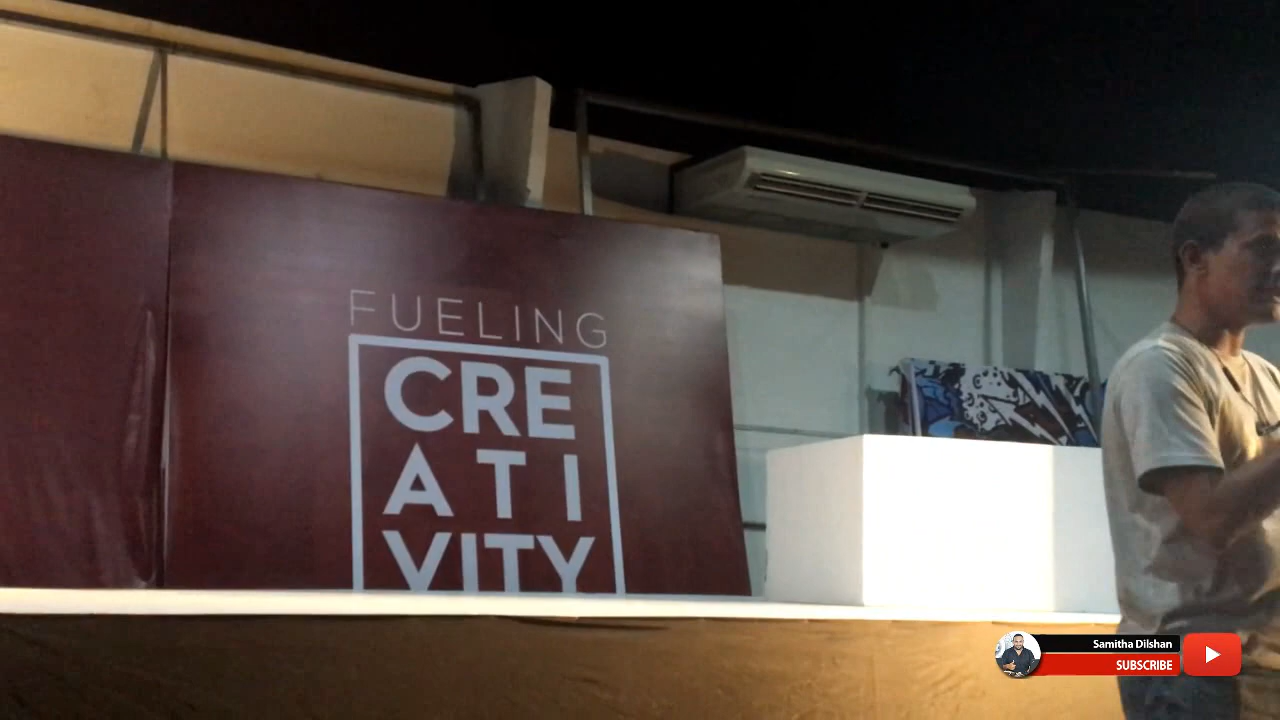 FUELING
CRE
ATI
VITY
Samitha Dilshan
SUBSCRIBE